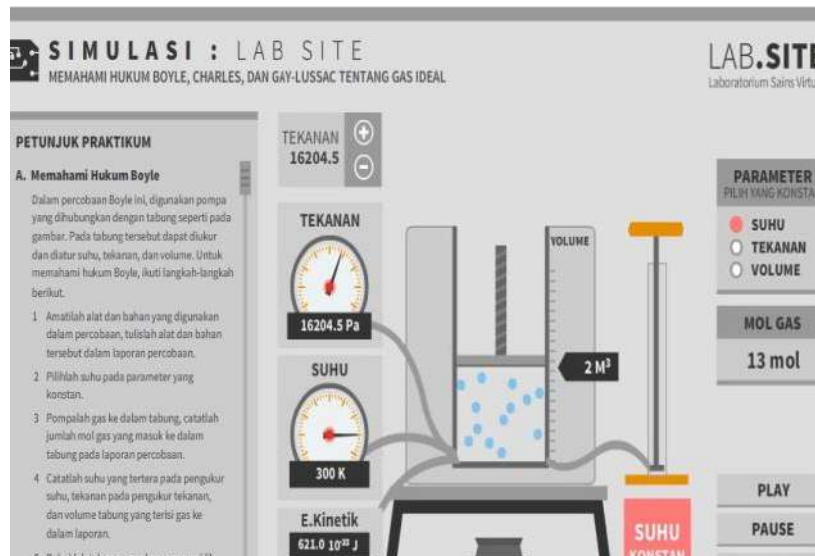 SIMULASI : LAB SITE
MEMAHAMI HUKUM BOYLE, CHARLES, DAN GAY-LUSSAC TENTANG GAS IDEAL
LAB.SITE
Laboratorium Sains Virtu
PETUNJUK PRAKTIKUM
A. Memahami Hukum Boyle
Dalam percobaan Boyle ini, digunakan pompa
yang dihubungkan dengan tabung seperti pada
gambar. Pada tabung tersebut dapat diukur
dan diatur suhu, tekanan, dan volume. Untuk
memahami hukum Boyle, ikuti langkah-langkah
berikut.
1 Amatilah alat dan bahan yang digunakan
dalam percobaan, tulislah alat dan bahan
tersebut dalam laporan percobaan.
2 Pilihlah suhu pada parameter yang
konstan.
3 Pompalah gas ke dalam tabung, catatlah
jumlah mol gas yang masuk ke dalam
tabung pada laporan percobaan.
4 Catatlah suhu yang tertera pada pengukur
suhu, tekanan pada pengukur tekanan,
dan volume tabung yang terisi gas ke
dalam laporan.
TEKANAN
16204.5
TEKANAN
16204.5 Pa
SUHU
300 K
E.Kinetik
621.0 10²³ J
VOLUME
2 M³
SUHU
KONSTAN
PARAMETER
PILIH YANG KONSTA
SUHU
TEKANAN
VOLUME
MOL GAS
13 mol
PLAY
PAUSE